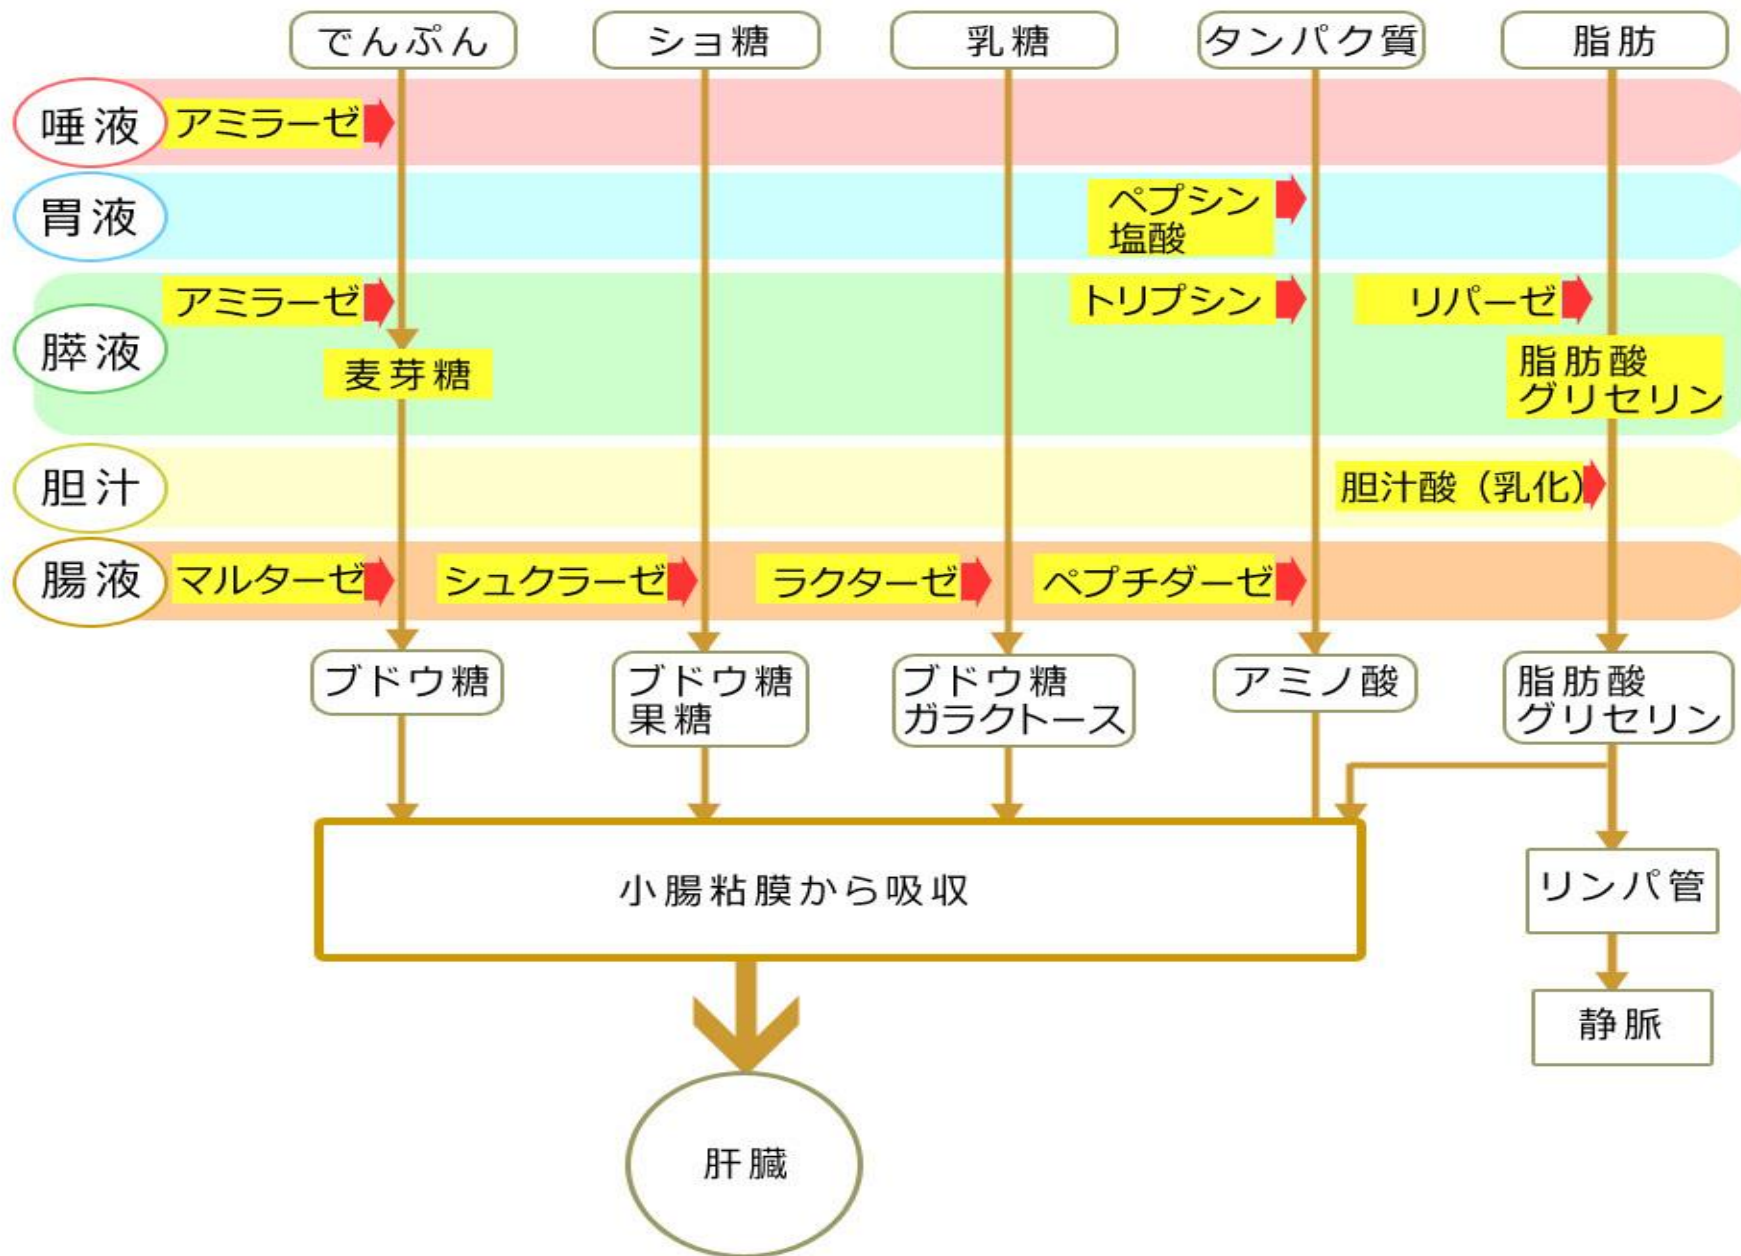 でんぷん
ショ糖
乳糖
タンパク質
脂肪
唾液
アミラーゼ
胃液
ペプシン
塩酸
膵液
アミラーゼ
トリプシン
リパーゼ
麦芽糖
脂肪酸
グリセリン
胆汁
胆汁酸（乳化）
腸液
マルターゼ
シュクラーゼ
ラクターゼ
ペプチダーゼ
ブドウ糖
ブドウ糖
果糖
ブドウ糖
ガラクトース
アミノ酸
脂肪酸
グリセリン
小腸粘膜から吸収
リンパ管
静脈
肝臓